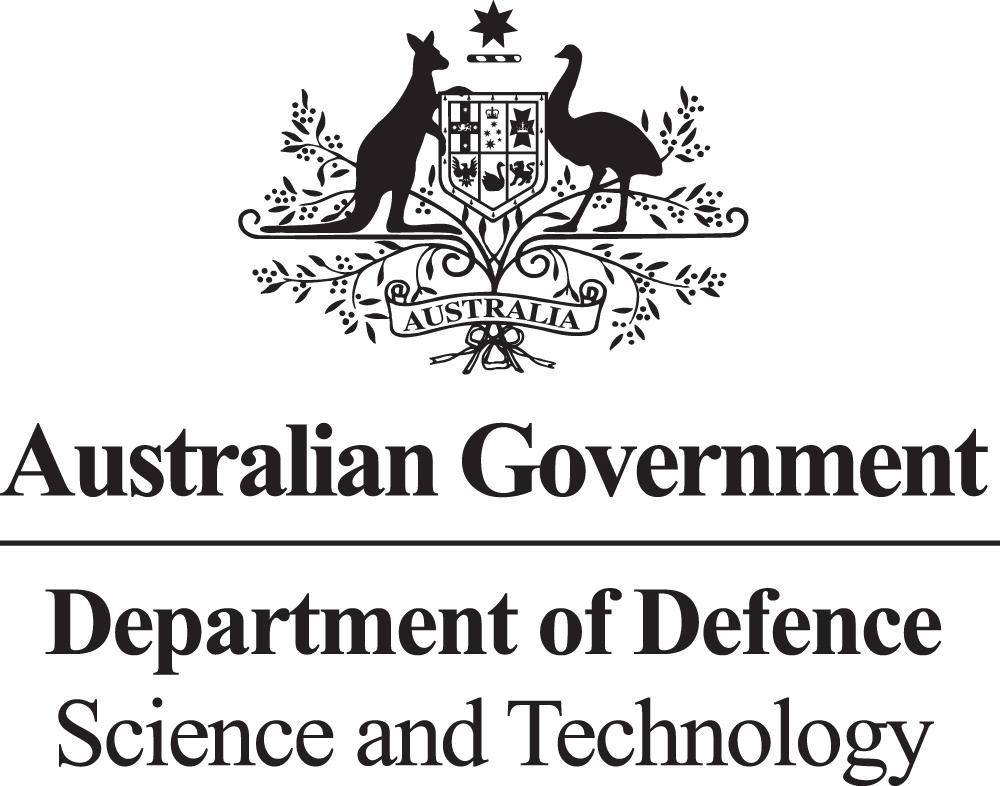 AUSTRALIA
Australian Government
Department of Defence
Science and Technology